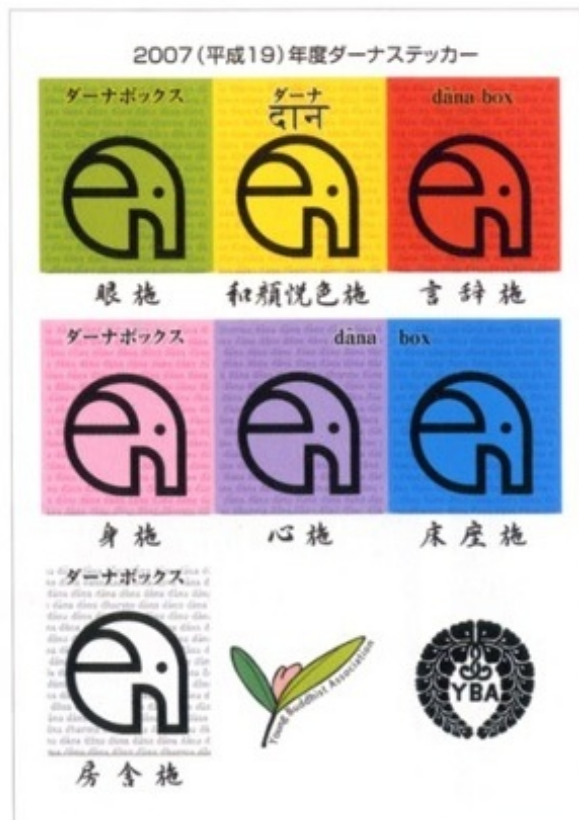 2007(平成19)年度ダーナステッカー
ダーナボックス
ダーナ
दान
dāna box
眼施
和顔悦色施
言辞施
ダーナボックス
dāna box
身施
心施
床座施
ダーナボックス
房舎施
Young Buddhist Association
YBA